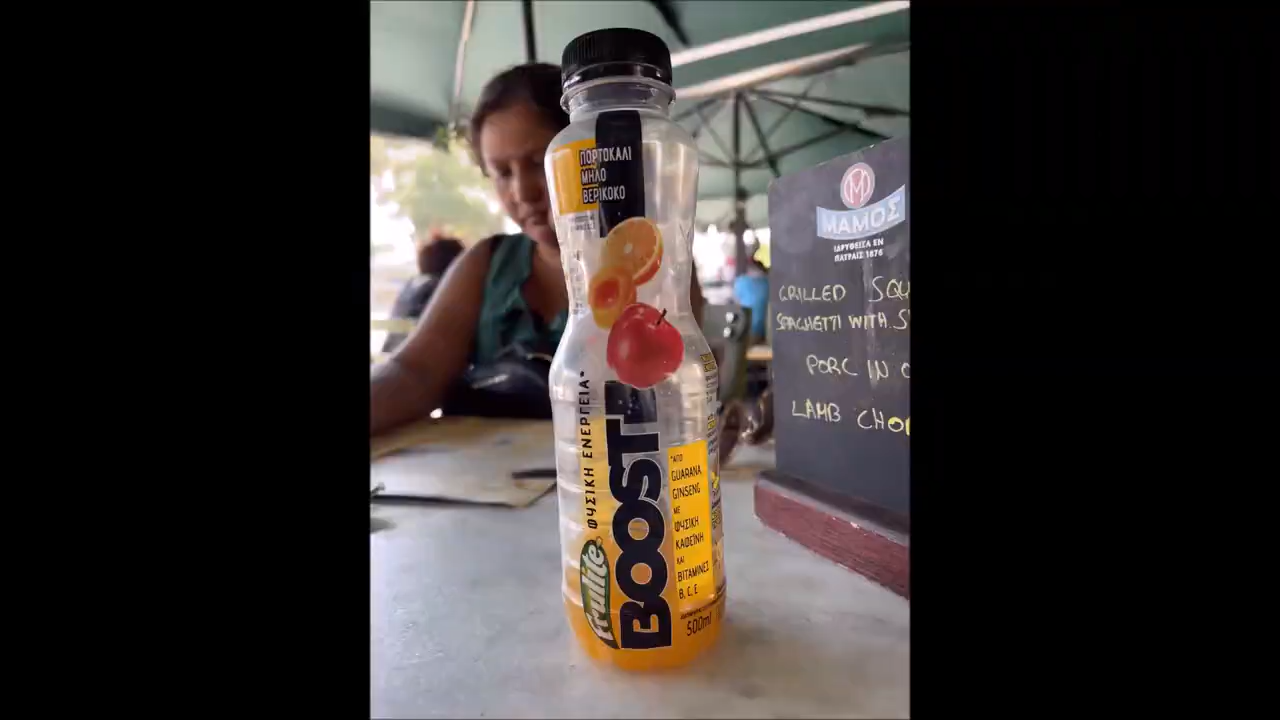 ΠΟΡΤΟΚΑΛΙ
ΜΗΛΟ
ΒΕΡΙΚΟΚΟ
ΦΥΣΙΚΗ ΕΝΕΡΓΕΙΑ*
frulite
BOOST
*ΑΠΟ
GUARANA
GINSENG
ΜΕ
ΦΥΣΙΚΗ
ΚΑΦΕΪΝΗ
ΚΑΙ
ΒΙΤΑΜΙΝΕΣ
B, C, E
500ml
M
ΜΑΜΟΣ
ΙΔΡΥΘΕΙΣΑ ΕΝ
ΠΑΤΡΑΙΣ 1876
GRILLED SQU
SPAGHETTI WITH S
PORC IN
LAMB CHO